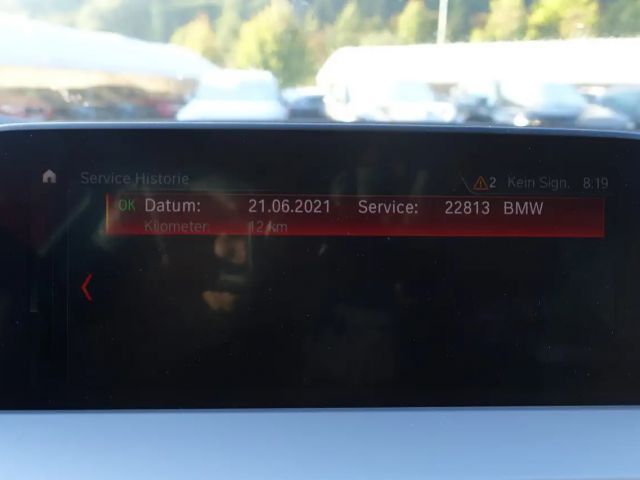 Service Historie 2 Kein Sign. 8:19
OK Datum: 21.06.2021 Service: 22813 BMW
Kilometer: 12 km